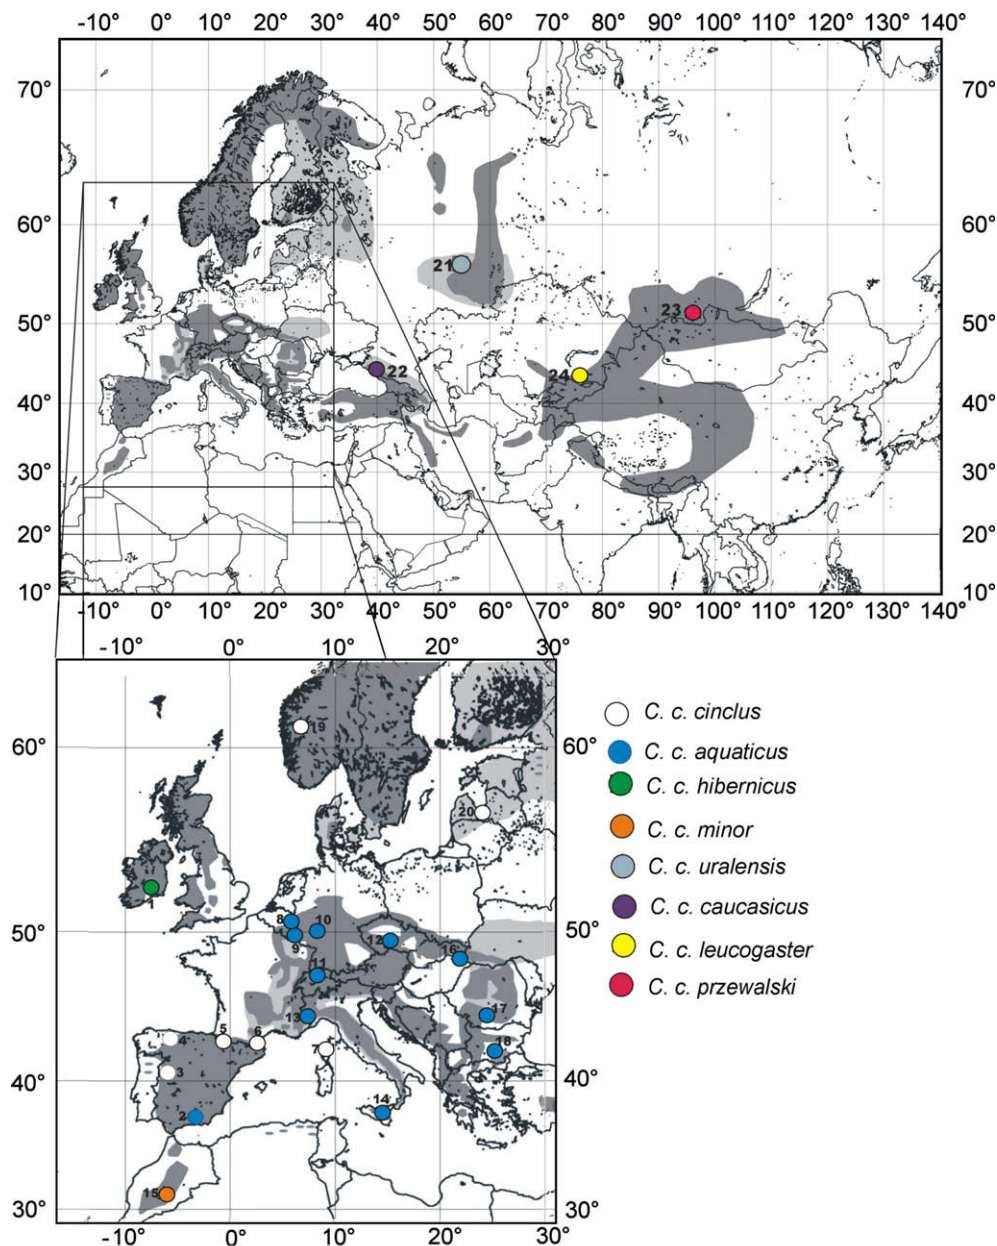 -10° 0° 10° 20° 30° 40° 50° 60° 70° 80° 90° 100° 110° 120° 130° 140°
70° 70°
60° 60°
21
50° 23 50°
22 24
40° 40°
30° 30°
20° 20°
10° 10°
-10° 0° 10° 20° 30° 40° 50° 60° 70° 80° 90° 100° 110° 120° 130° 140°
-10° 0° 10° 20° 30°
19
60° 60°
20
1
8 10
50° 50°
9 12 16
11
13 17
5 6 18
4
3
40° 40°
2 14
15
30° 30°
-10° 0° 10° 20° 30°
C. c. cinclus
C. c. aquaticus
C. c. hibernicus
C. c. minor
C. c. uralensis
C. c. caucasicus
C. c. leucogaster
C. c. przewalski